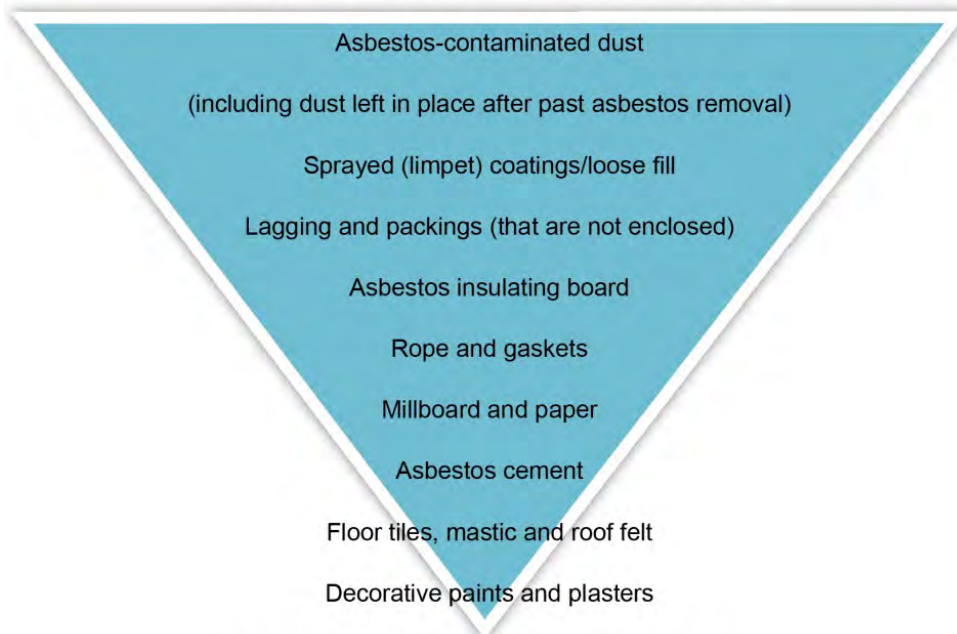 Asbestos-contaminated dust
(including dust left in place after past asbestos removal)
Sprayed (limpet) coatings/loose fill
Lagging and packings (that are not enclosed)
Asbestos insulating board
Rope and gaskets
Millboard and paper
Asbestos cement
Floor tiles, mastic and roof felt
Decorative paints and plasters